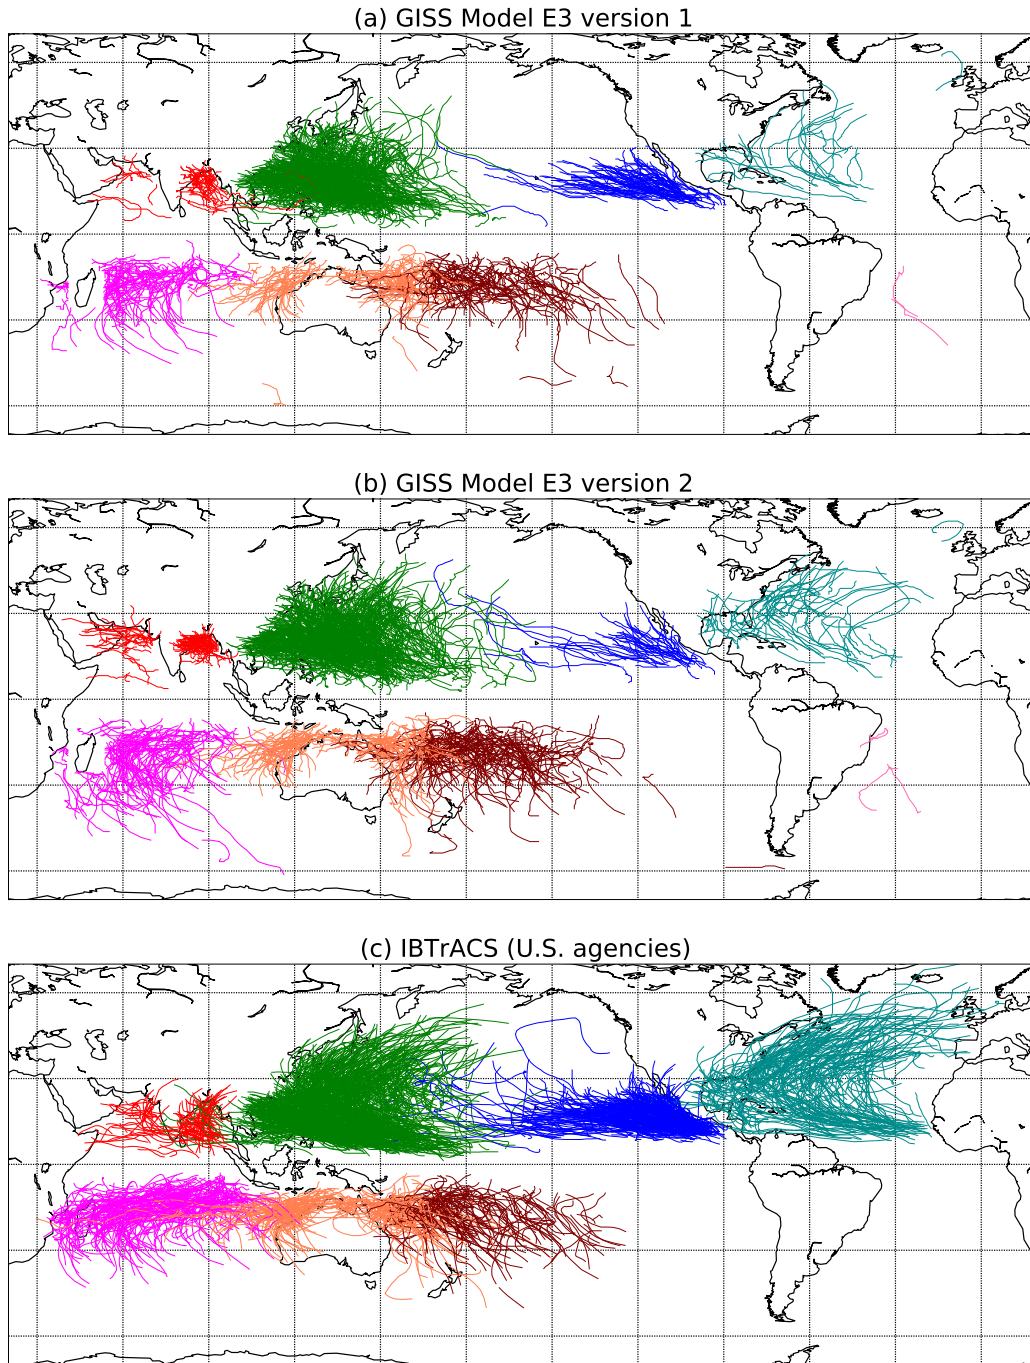 (a) GISS Model E3 version 1
(b) GISS Model E3 version 2
(c) IBTrACS (U.S. agencies)